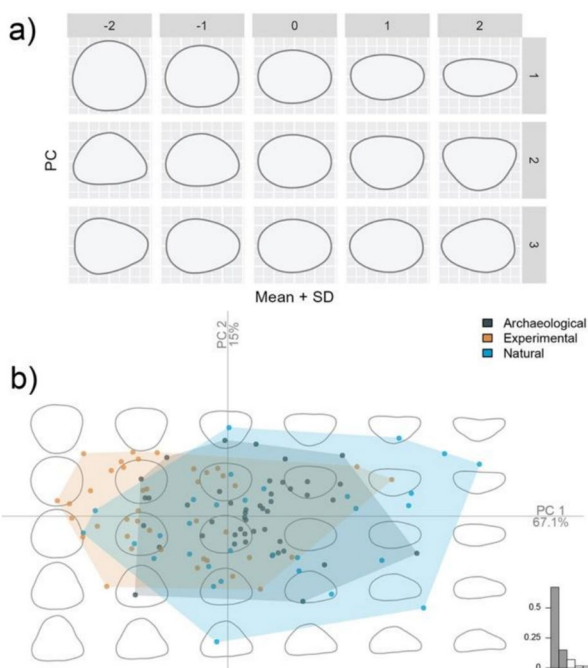 a)
-2 -1 0 1 2
1
PC 2
3
Mean + SD
Archaeological
Experimental
Natural
PC 2
15%
b)
PC 1
67.1%
0.5
0.25
0